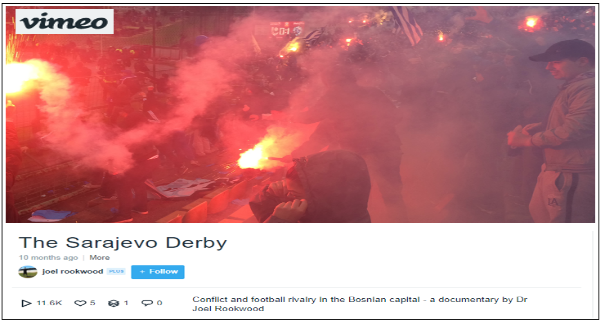 vimeo
The Sarajevo Derby
10 months ago | More
joel rookwood PLUS + Follow
11.6K 5 1 0
Conflict and football rivalry in the Bosnian capital - a documentary by Dr
Joel Rookwood